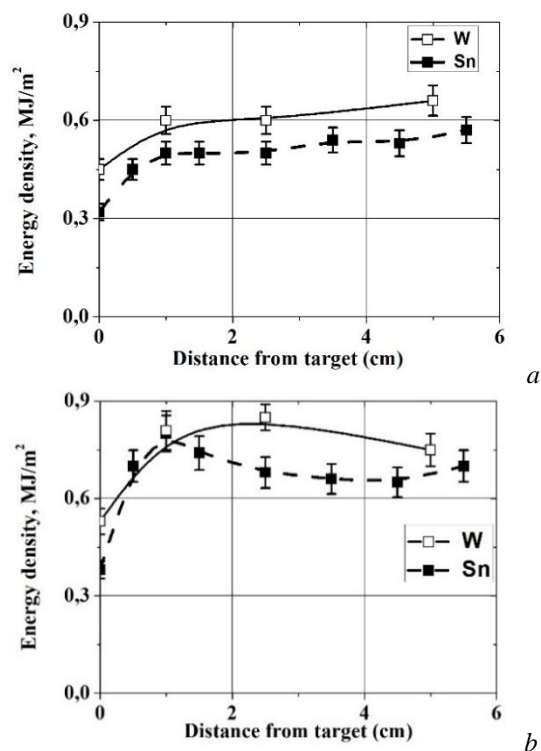 W
Sn
0,9
0,6
0,3
0,0
Energy density, MJ/m²
0 2 4 6
Distance from target (cm)
a
W
Sn
0,9
0,6
0,3
0,0
Energy density, MJ/m²
0 2 4 6
Distance from target (cm)
b